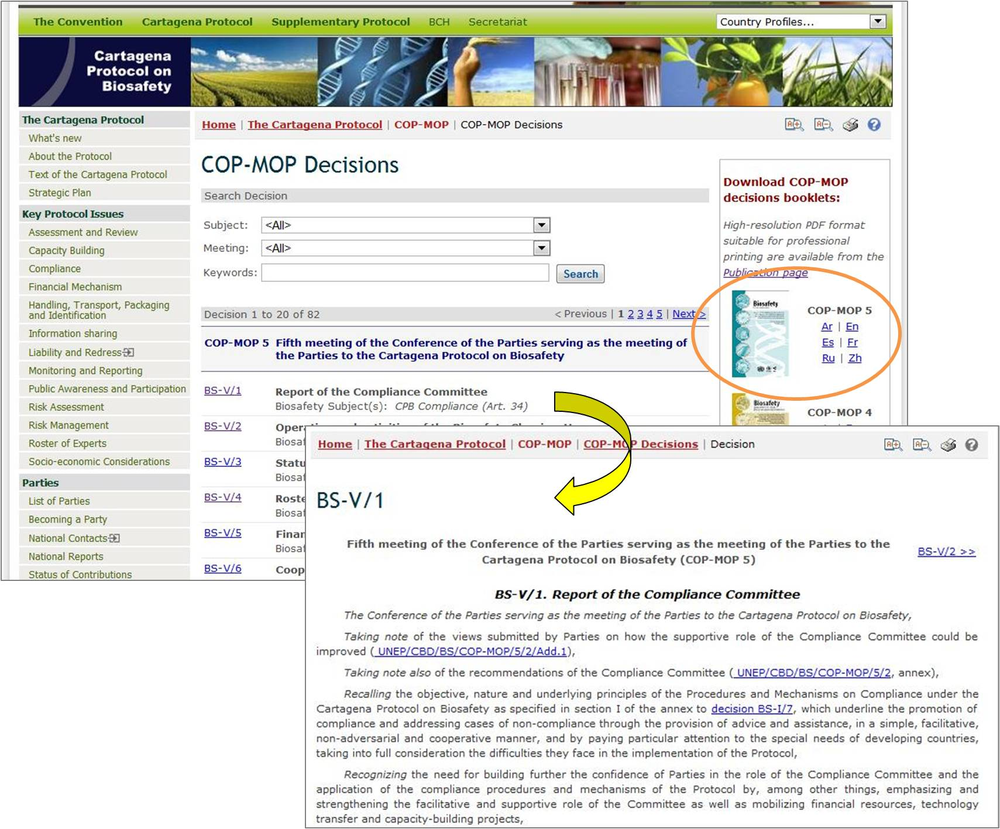 The Convention Cartagena Protocol Supplementary Protocol BCH Secretariat Country Profiles...
Cartagena
Protocol on
Biosafety
The Cartagena Protocol
What's new
About the Protocol
Text of the Cartagena Protocol
Strategic Plan
Key Protocol Issues
Assessment and Review
Capacity Building
Compliance
Financial Mechanism
Handling, Transport, Packaging
and Identification
Information sharing
Liability and Redress
Monitoring and Reporting
Public Awareness and Participation
Risk Assessment
Risk Management
Roster of Experts
Socio-economic Considerations
Parties
List of Parties
Becoming a Party
National Contacts
National Reports
Status of Contributions
Home | The Cartagena Protocol | COP-MOP | COP-MOP Decisions
COP-MOP Decisions
Search Decision
Subject: <All>
Meeting: <All>
Keywords: Search
Decision 1 to 20 of 82 < Previous | 1 2 3 4 5 | Next >
COP-MOP 5 Fifth meeting of the Conference of the Parties serving as the meeting of
the Parties to the Cartagena Protocol on Biosafety
BS-V/1 Report of the Compliance Committee
Biosafety Subject(s): CPB Compliance (Art. 34)
BS-V/2
BS-V/3
BS-V/4
BS-V/5
BS-V/6
Download COP-MOP
decisions booklets:
High-resolution PDF format
suitable for professional
printing are available from the
Publication page
Biosafety
COP-MOP 5
Ar | En
Es | Fr
Ru | Zh
Biosafety
COP-MOP 4
Home | The Cartagena Protocol | COP-MOP | COP-MOP Decisions | Decision
BS-V/1
Fifth meeting of the Conference of the Parties serving as the meeting of the Parties to the
Cartagena Protocol on Biosafety (COP-MOP 5)
BS-V/2 >>
BS-V/1. Report of the Compliance Committee
The Conference of the Parties serving as the meeting of the Parties to the Cartagena Protocol on Biosafety,
Taking note of the views submitted by Parties on how the supportive role of the Compliance Committee could be
improved ( UNEP/CBD/BS/COP-MOP/5/2/Add.1),
Taking note also of the recommendations of the Compliance Committee ( UNEP/CBD/BS/COP-MOP/5/2, annex),
Recalling the objective, nature and underlying principles of the Procedures and Mechanisms on Compliance under the
Cartagena Protocol on Biosafety as specified in section I of the annex to decision BS-I/7, which underline the promotion of
compliance and addressing cases of non-compliance through the provision of advice and assistance, in a simple, facilitative,
non-adversarial and cooperative manner, and by paying particular attention to the special needs of developing countries,
taking into full consideration the difficulties they face in the implementation of the Protocol,
Recognizing the need for building further the confidence of Parties in the role of the Compliance Committee and the
application of the compliance procedures and mechanisms of the Protocol by, among other things, emphasizing and
strengthening the facilitative and supportive role of the Committee as well as mobilizing financial resources, technology
transfer and capacity-building projects,